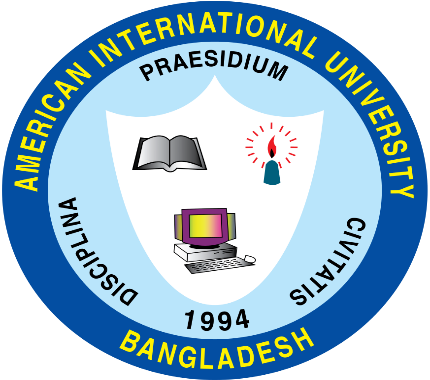 AMERICAN INTERNATIONAL UNIVERSITY
PRAESIDIUM
DISCIPLINA
CIVITATIS
1994
BANGLADESH